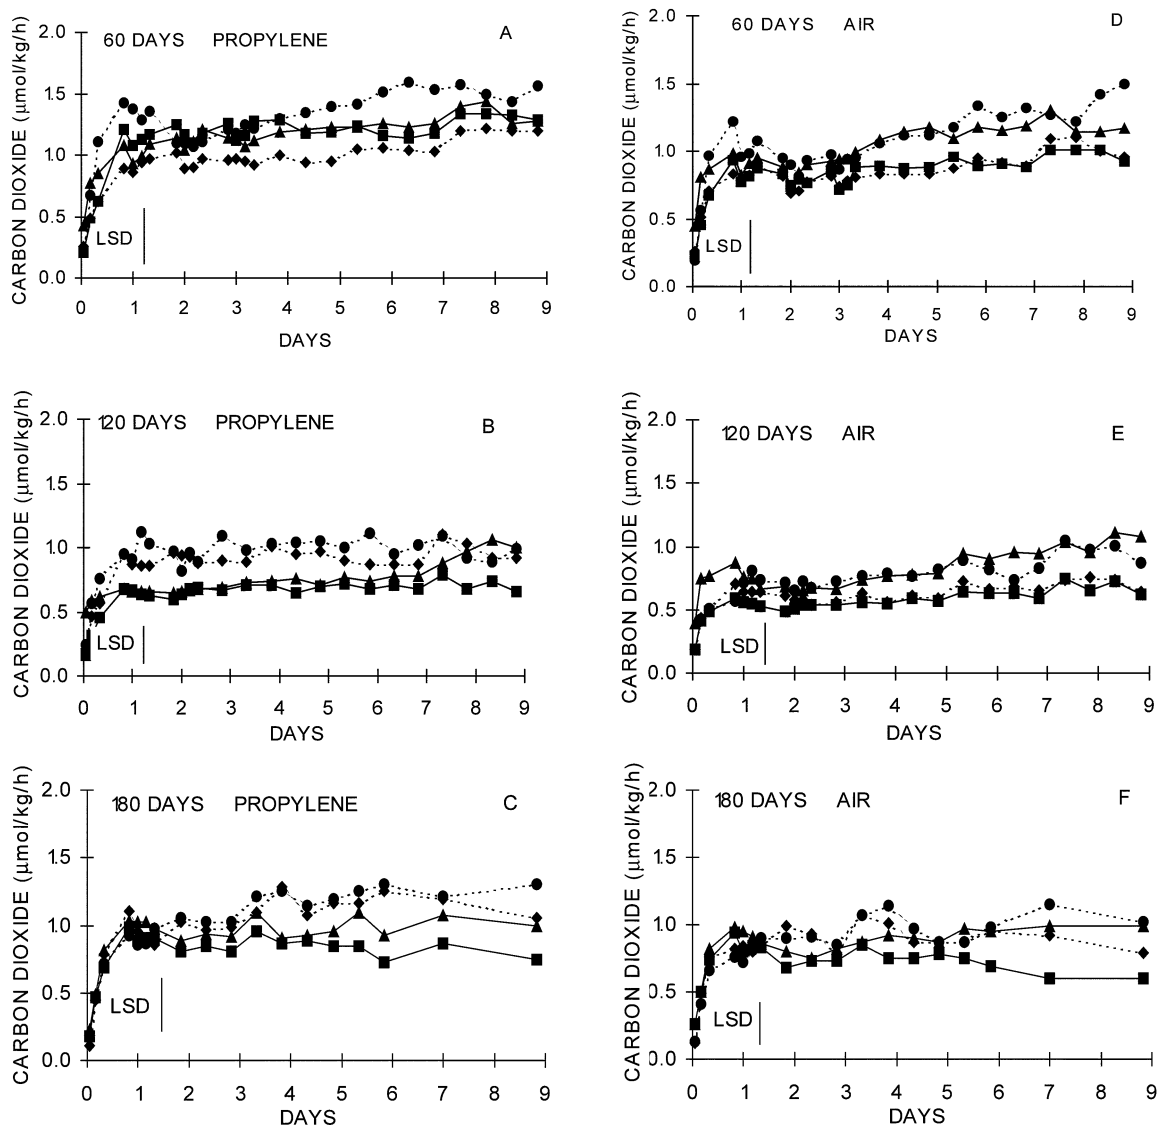 60 DAYS PROPYLENE A
CARBON DIOXIDE (µmol/kg/h)
2.0
1.5
1.0
0.5
0.0
LSD
0 1 2 3 4 5 6 7 8 9
DAYS
120 DAYS PROPYLENE B
CARBON DIOXIDE (µmol/kg/h)
2.0
1.5
1.0
0.5
0.0
LSD
0 1 2 3 4 5 6 7 8 9
DAYS
180 DAYS PROPYLENE C
CARBON DIOXIDE (µmol/kg/h)
2.0
1.5
1.0
0.5
0.0
LSD
0 1 2 3 4 5 6 7 8 9
DAYS
60 DAYS AIR D
CARBON DIOXIDE (µmol/kg/h)
2.0
1.5
1.0
0.5
0.0
LSD
0 1 2 3 4 5 6 7 8 9
DAYS
120 DAYS AIR E
CARBON DIOXIDE (µmol/kg/h)
2.0
1.5
1.0
0.5
0.0
LSD
0 1 2 3 4 5 6 7 8 9
DAYS
180 DAYS AIR F
CARBON DIOXIDE (µmol/kg/h)
2.0
1.5
1.0
0.5
0.0
LSD
0 1 2 3 4 5 6 7 8 9
DAYS